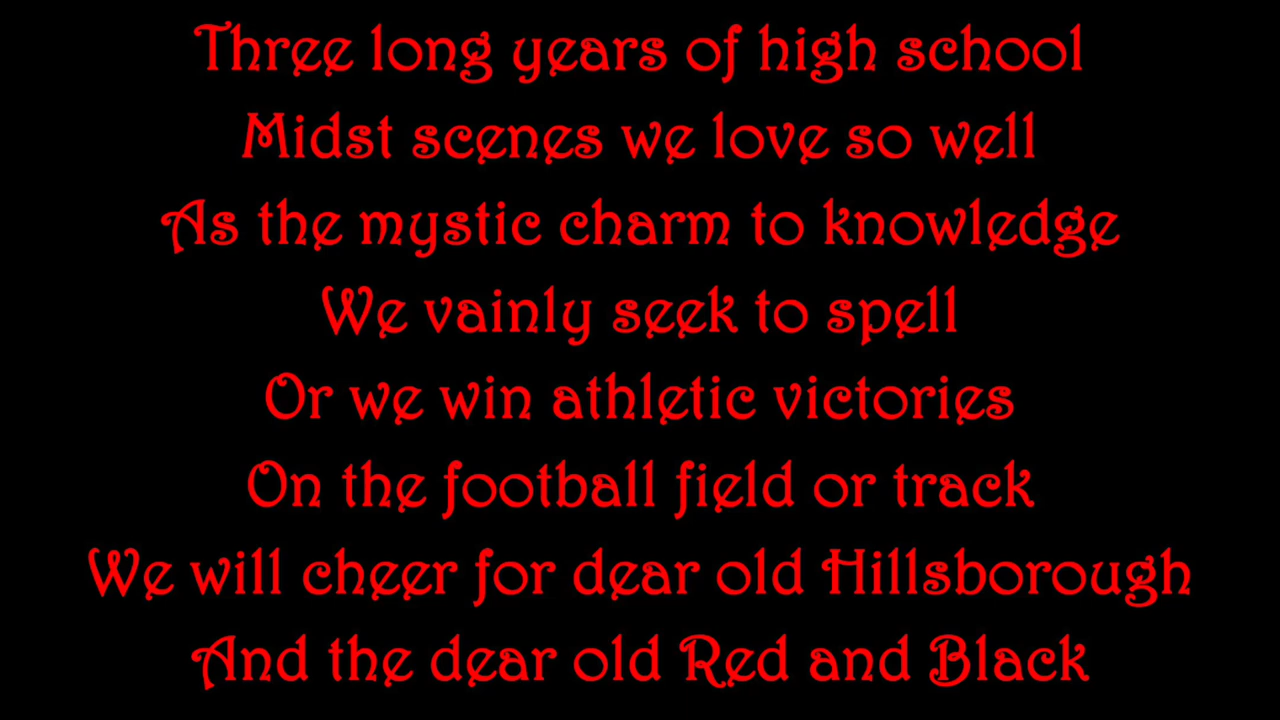 Three long years of high school
Midst scenes we love so well
As the mystic charm to knowledge
We vainly seek to spell
Or we win athletic victories
On the football field or track
We will cheer for dear old Hillsborough
And the dear old Red and Black